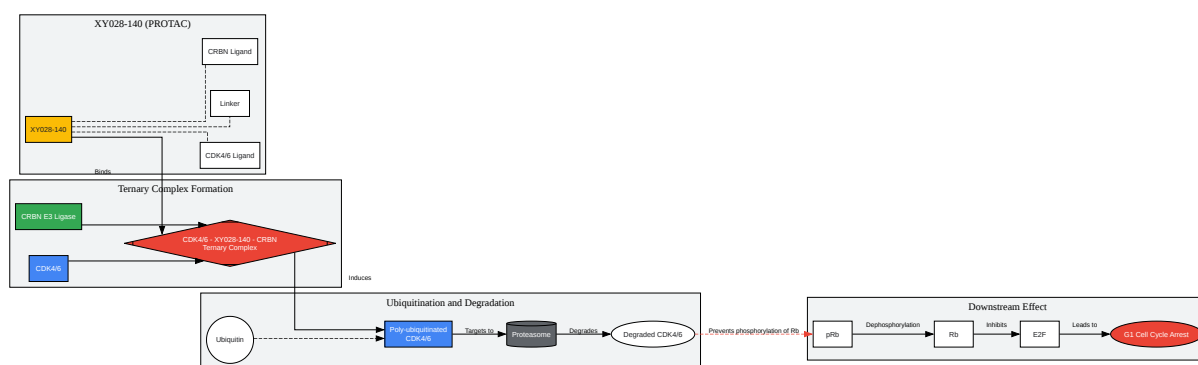 XY028-140 (PROTAC)
CRBN Ligand
Linker
XY028-140
CDK4/6 Ligand
Binds
Ternary Complex Formation
CRBN E3 Ligase
CDK4/6 - XY028-140 - CRBN
Ternary Complex
CDK4/6
Induces
Ubiquitination and Degradation
Ubiquitin
Poly-ubiquitinated
CDK4/6
Targets to
Proteasome
Degrades
Degraded CDK4/6
Prevents phosphorylation of Rb
Downstream Effect
pRb
Dephosphorylation
Rb
Inhibits
E2F
Leads to
G1 Cell Cycle Arrest